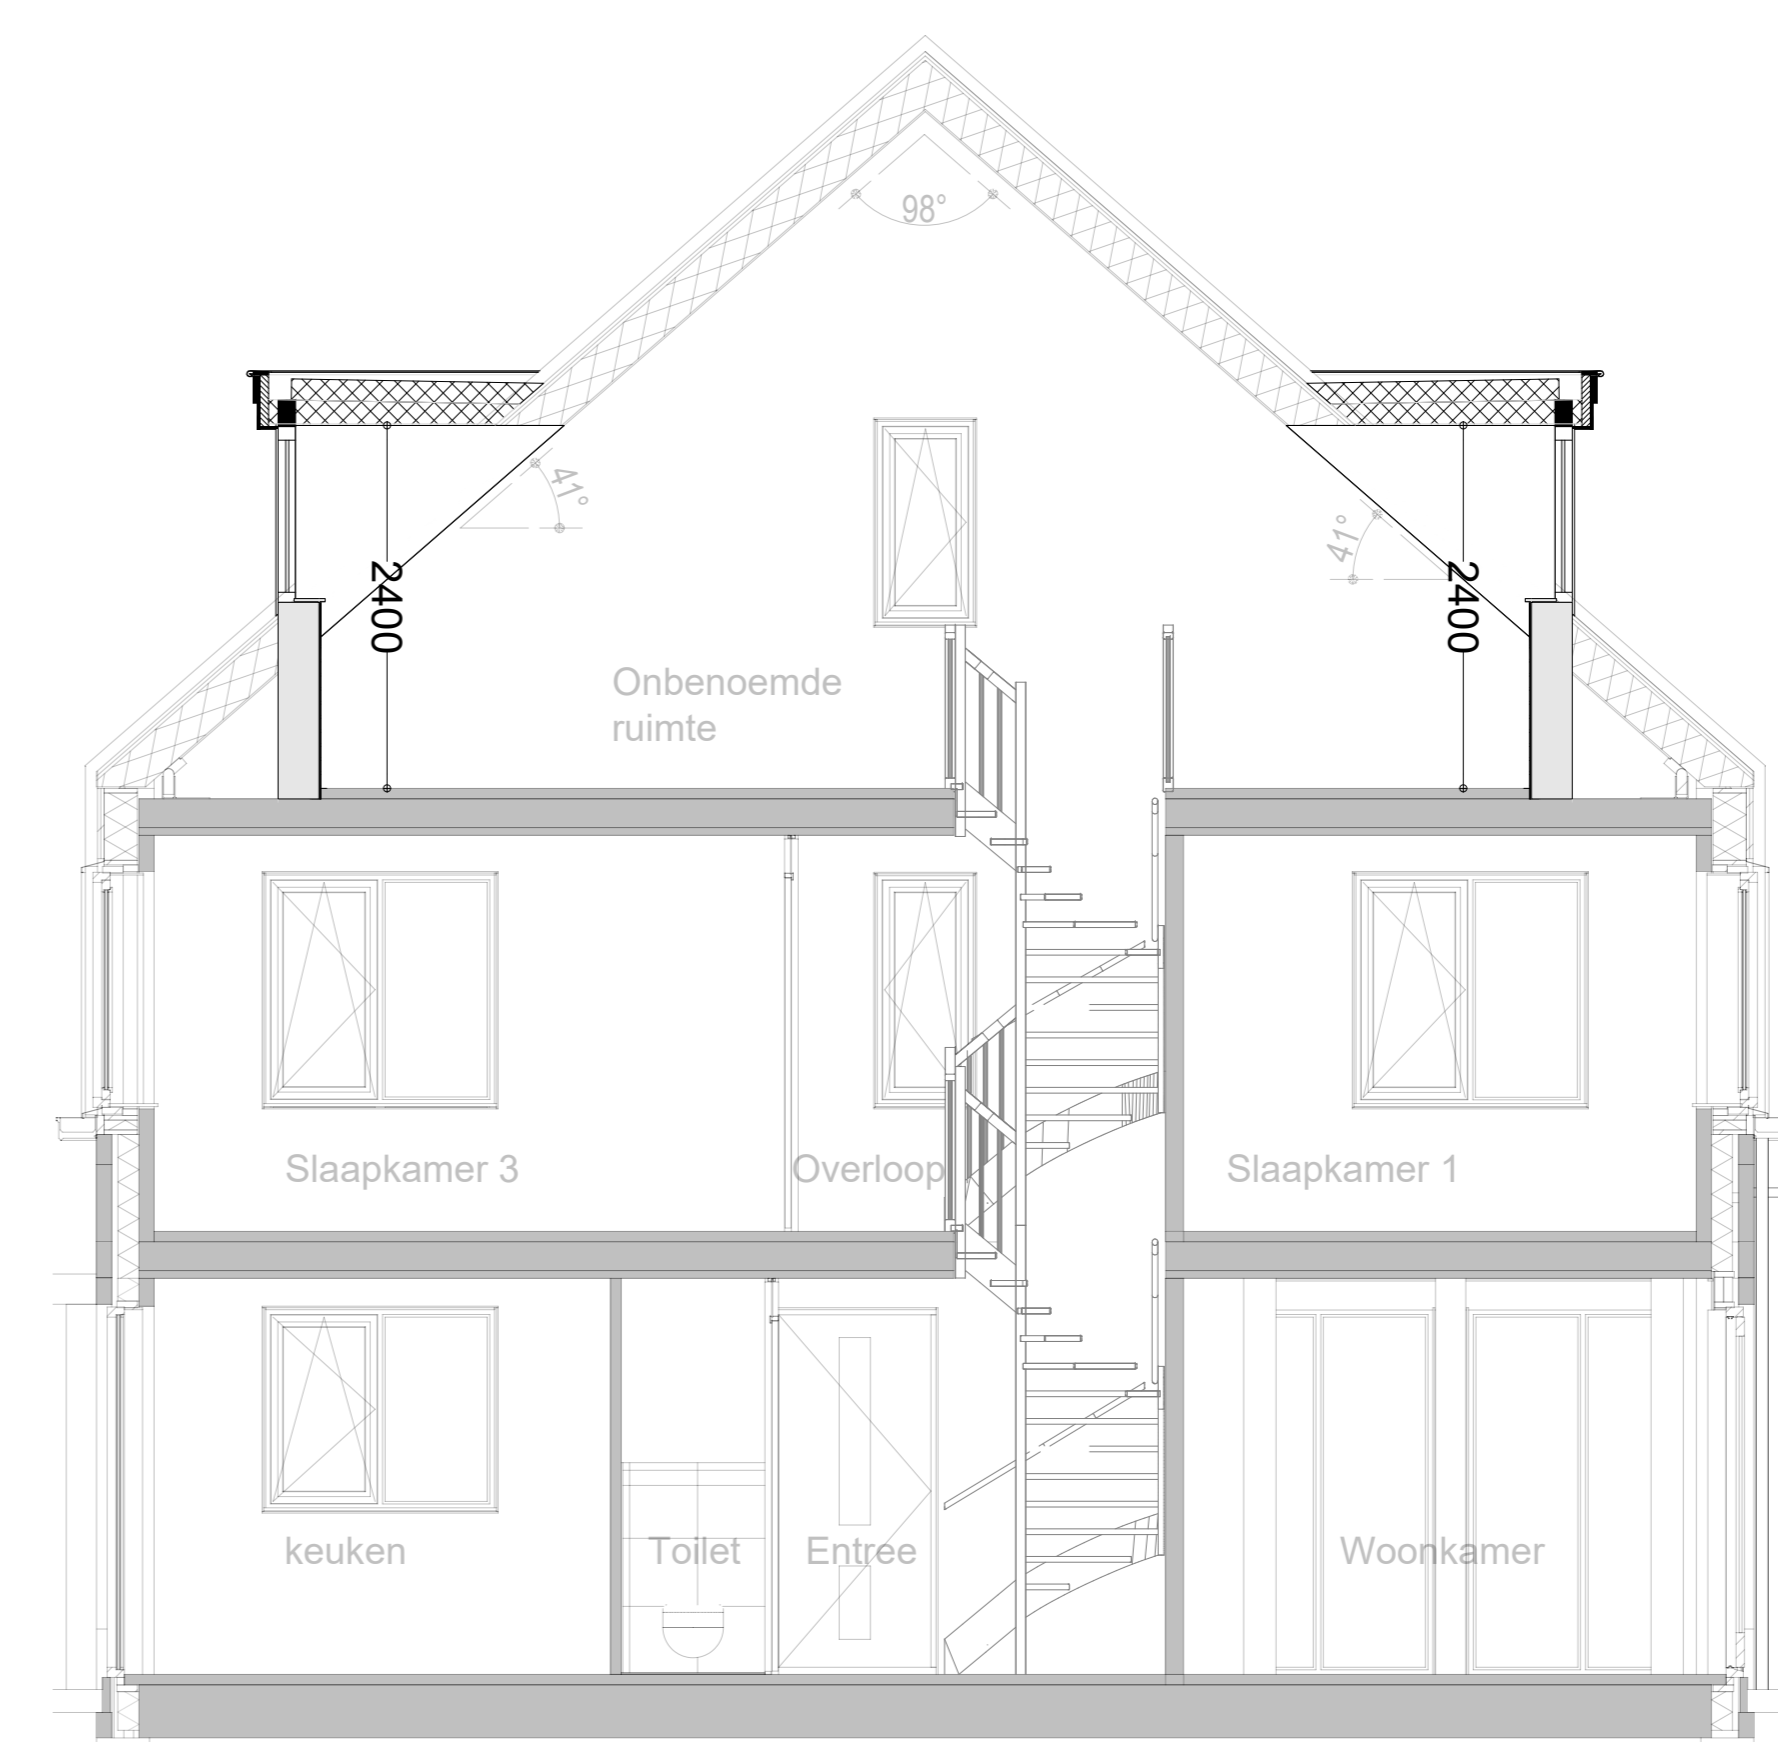 98°
41°
41°
2400
2400
Onbenoemde
ruimte
Slaapkamer 3
Overloop
Slaapkamer 1
keuken
Toilet
Entree
Woonkamer